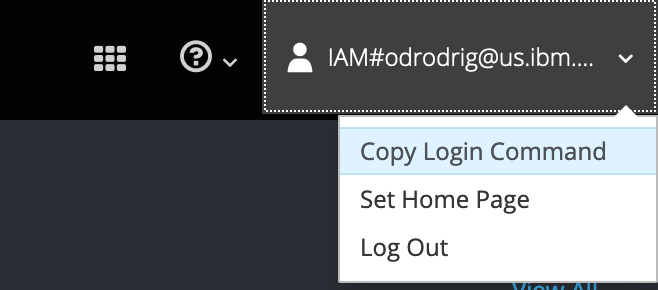 IAM#odrodrig@us.ibm....
Copy Login Command
Set Home Page
Log Out
View All